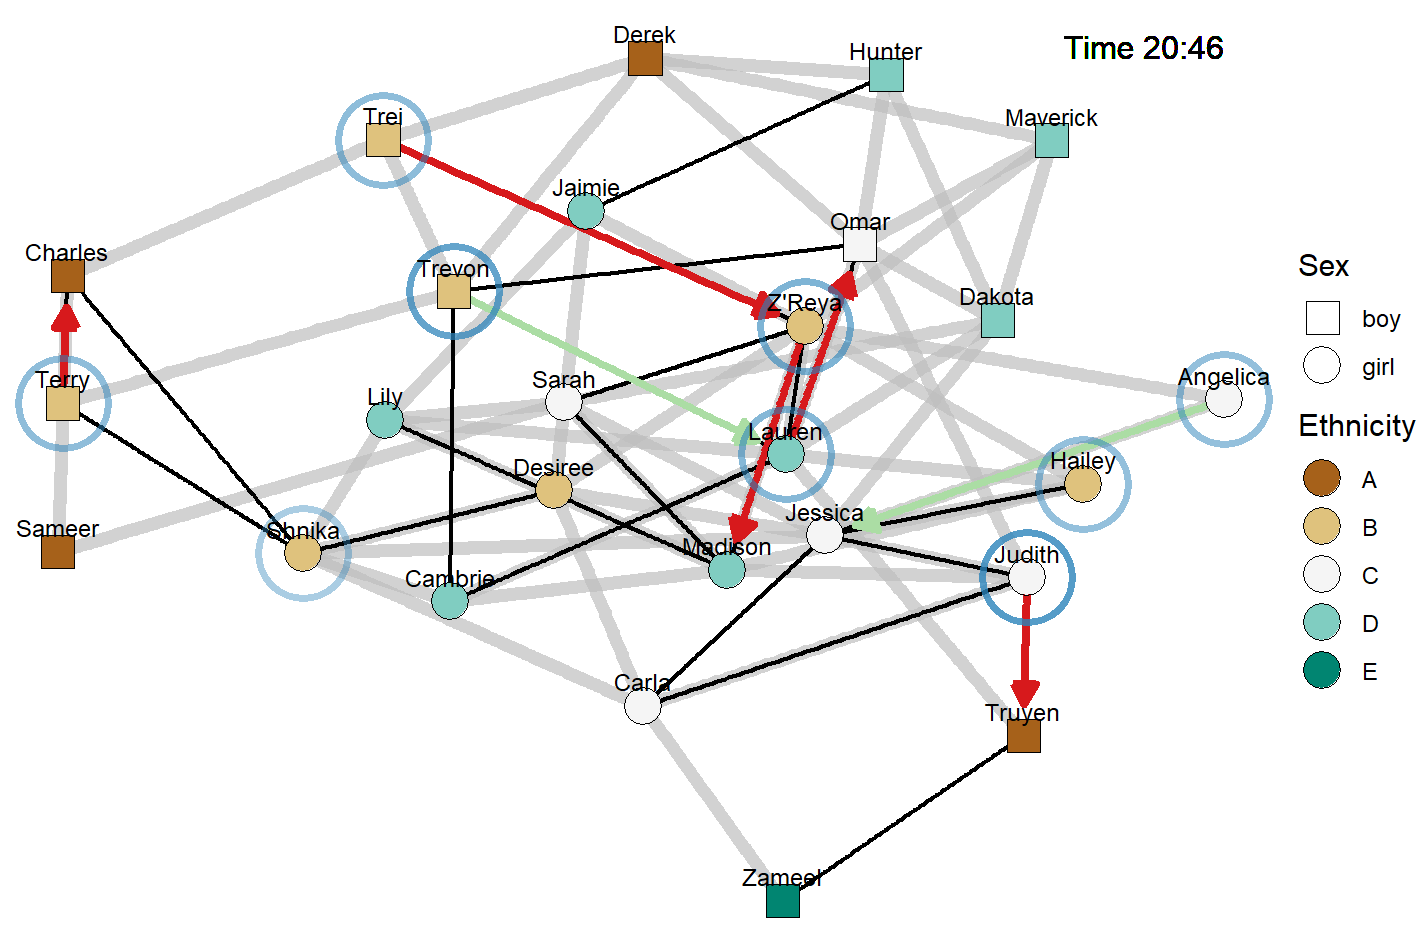 Derek
Hunter
Time 20:46
Trei
Maverick
Jaimie
Omar
Charles
Trevon
Z'Reya
Dakota
Sex
boy
girl
Terry
Lily
Sarah
Angelica
Lauren
Ethnicity
Desiree
Hailey
A
Sameer
Shnika
Jessica
B
Madison
Judith
C
Cambrie
D
Carla
E
Truyen
Zameel